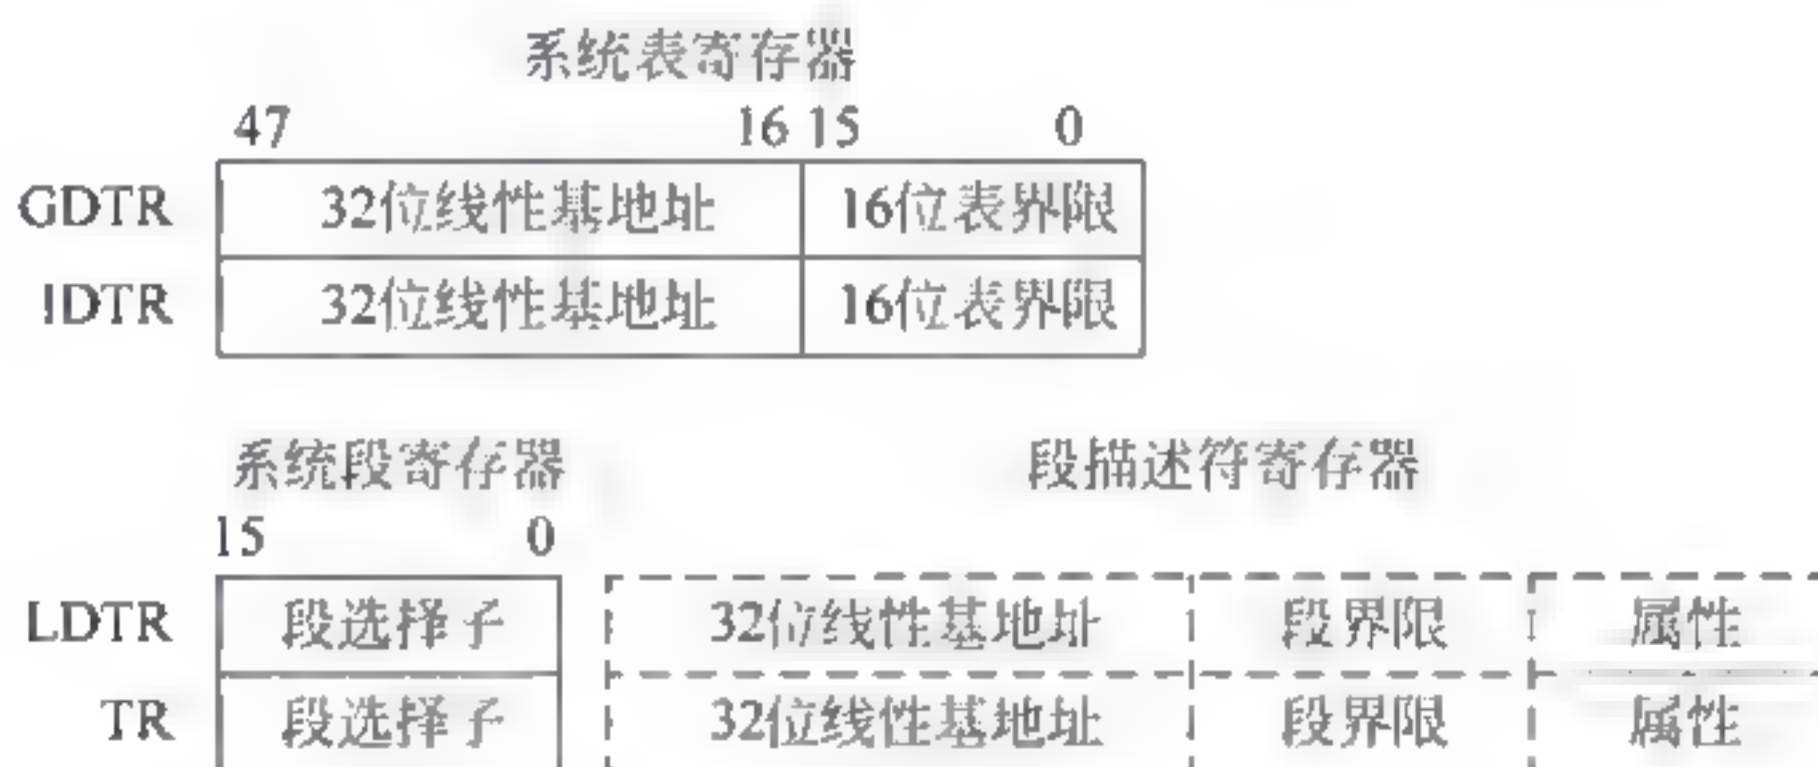 系统表寄存器
47 16 15 0
GDTR 32位线性基地址 16位表界限
IDTR 32位线性基地址 16位表界限
系统段寄存器 段描述符寄存器
15 0
LDTR 段选择子 32位线性基地址 段界限 属性
TR 段选择子 32位线性基地址 段界限 属性